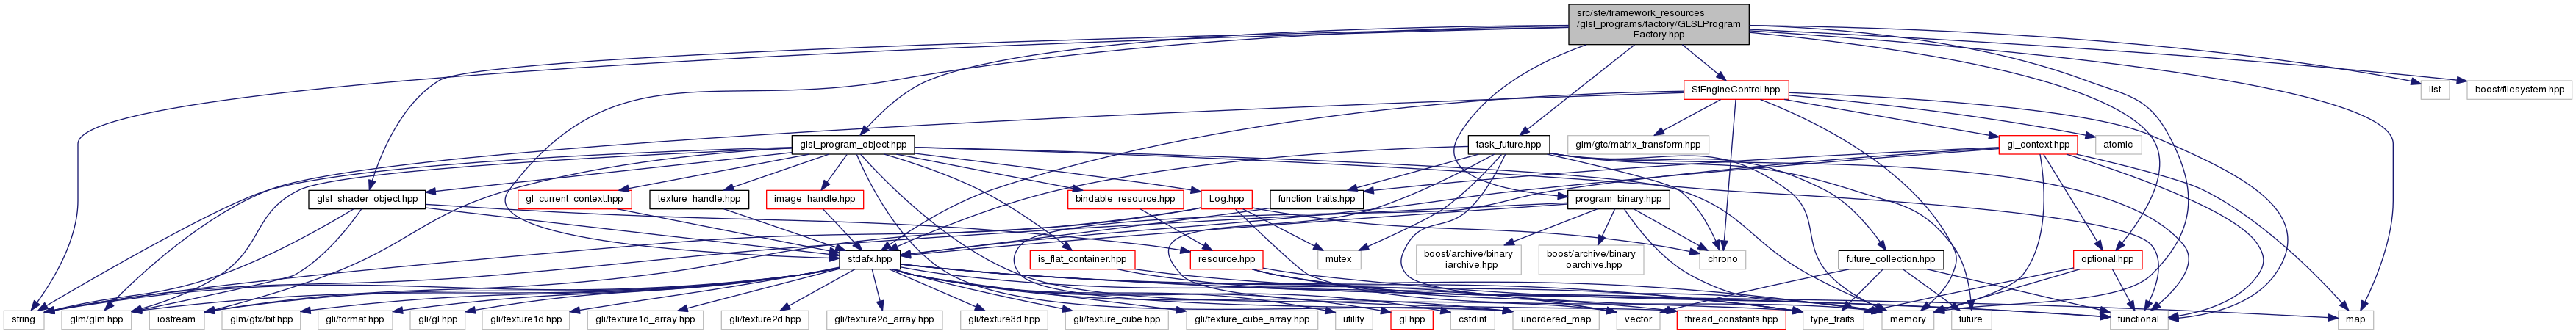 src/ste/framework_resources
/glsl_programs/factory/GLSLProgram
Factory.hpp
StEngineControl.hpp
list
boost/filesystem.hpp
glsl_program_object.hpp
task_future.hpp
glm/gtc/matrix_transform.hpp
gl_context.hpp
atomic
glsl_shader_object.hpp
gl_current_context.hpp
texture_handle.hpp
image_handle.hpp
bindable_resource.hpp
Log.hpp
function_traits.hpp
program_binary.hpp
stdafx.hpp
is_flat_container.hpp
resource.hpp
mutex
boost/archive/binary
_iarchive.hpp
boost/archive/binary
_oarchive.hpp
chrono
future_collection.hpp
optional.hpp
string
glm/glm.hpp
iostream
glm/gtx/bit.hpp
gli/format.hpp
gli/gl.hpp
gli/texture1d.hpp
gli/texture1d_array.hpp
gli/texture2d.hpp
gli/texture2d_array.hpp
gli/texture3d.hpp
gli/texture_cube.hpp
gli/texture_cube_array.hpp
utility
gl.hpp
cstdint
unordered_map
vector
thread_constants.hpp
type_traits
memory
future
functional
map